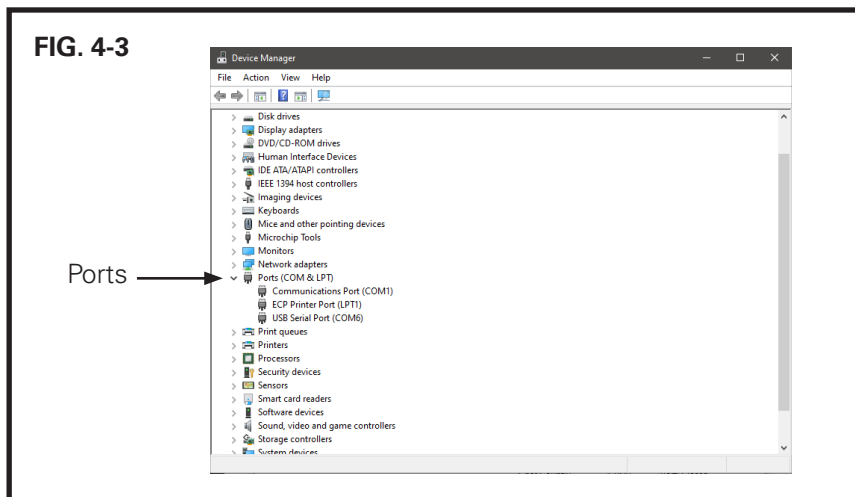 FIG. 4-3
Device Manager
File Action View Help
Disk drives
Display adapters
DVD/CD-ROM drives
Human Interface Devices
IDE ATA/ATAPI controllers
IEEE 1394 host controllers
Imaging devices
Keyboards
Mice and other pointing devices
Microchip Tools
Monitors
Network adapters
Ports
Ports (COM & LPT)
Communications Port (COM1)
ECP Printer Port (LPT1)
USB Serial Port (COM6)
Print queues
Printers
Processors
Security devices
Sensors
Smart card readers
Software devices
Sound, video and game controllers
Storage controllers
System devices